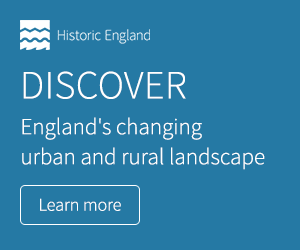 Historic England
DISCOVER
England's changing
urban and rural landscape
Learn more